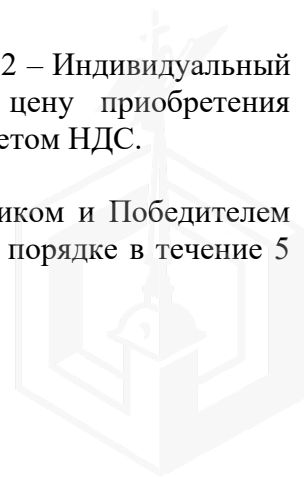 2 – Индивидуальный
цену приобретения
етом НДС.
иком и Победителем
порядке в течение 5